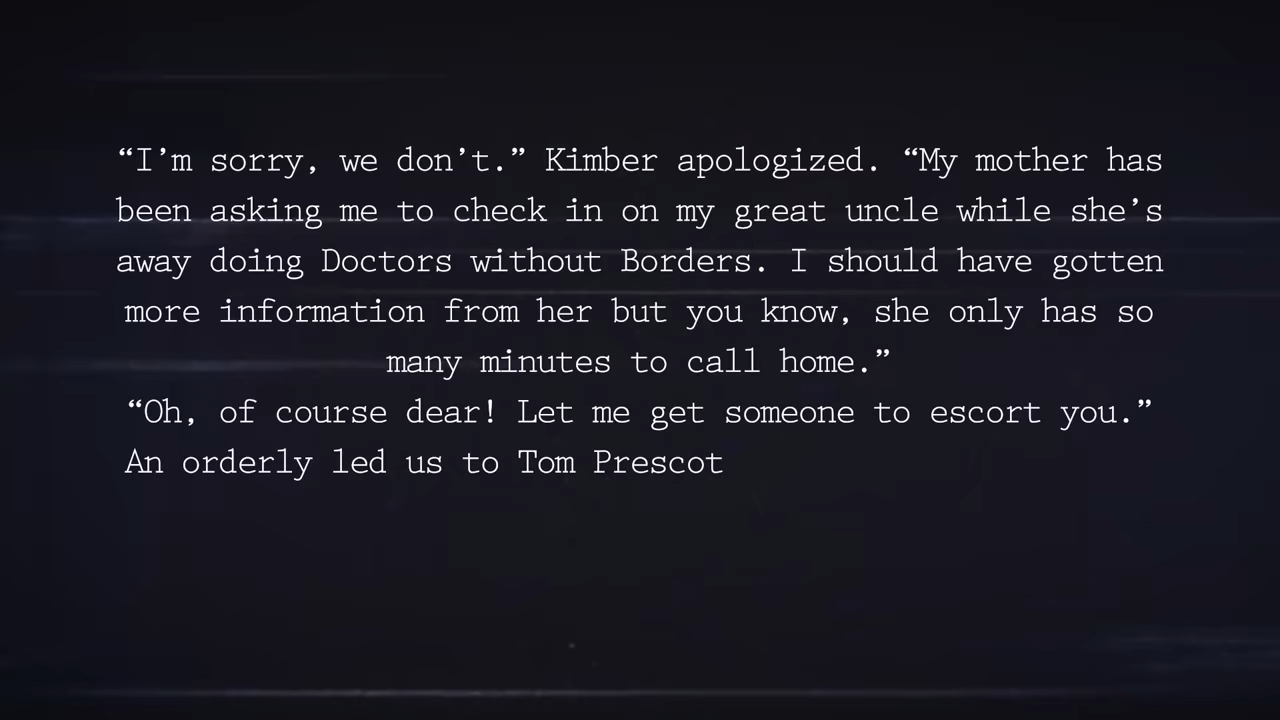 “I’m sorry, we don’t.” Kimber apologized. “My mother has
been asking me to check in on my great uncle while she’s
away doing Doctors without Borders. I should have gotten
more information from her but you know, she only has so
many minutes to call home.”
“Oh, of course dear! Let me get someone to escort you.”
An orderly led us to Tom Prescot